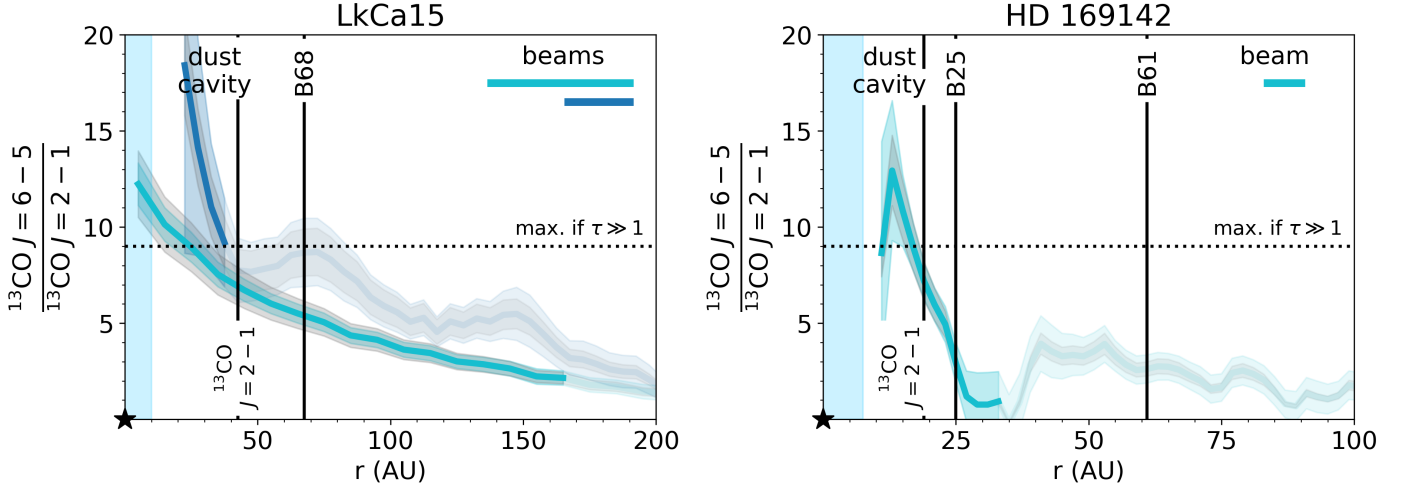 LkCa15
20
15
10
5
¹³CO J = 6 − 5
¹³CO J = 2 − 1
dust
cavity
B68
beams
max. if τ ≫ 1
¹³CO
J = 2 − 1
50
100
150
200
r (AU)
HD 169142
20
15
10
5
¹³CO J = 6 − 5
¹³CO J = 2 − 1
dust
cavity
B25
B61
beam
max. if τ ≫ 1
¹³CO
J = 2 − 1
25
50
75
100
r (AU)